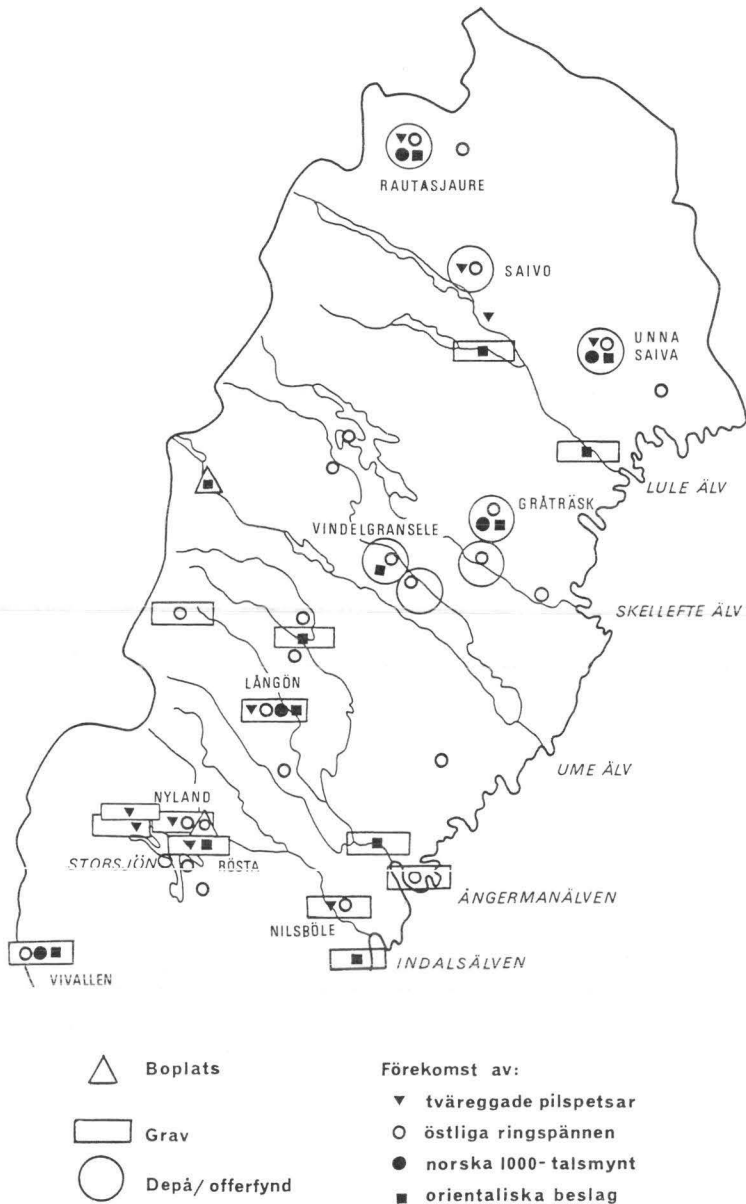 RAUTASJAURE
SAIVO
UNNA
SAIVA
LULE ÄLV
GRÅTRÄSK
VINDELGRANSELE
SKELLEFTE ÄLV
LÅNGÖN
UME ÄLV
NYLAND
STORSJÖN
RÖSTA
ÅNGERMANÄLVEN
NILSBÖLE
INDALSÄLVEN
VIVALLEN
Boplats
Grav
Depå/offerfynd
Förekomst av:
tväreggade pilspetsar
östliga ringspännen
norska 1000-talsmynt
orientaliska beslag